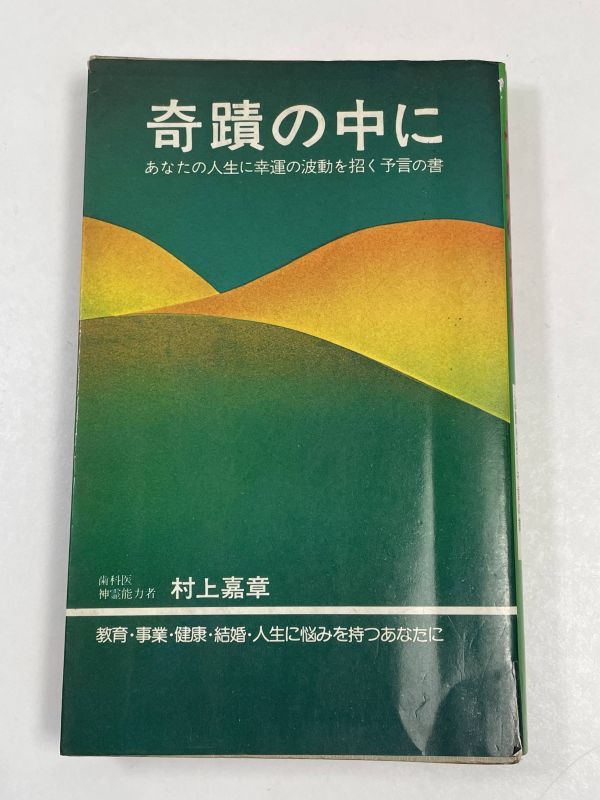 奇蹟の中に
あなたの人生に幸運の波動を招く予言の書
歯科医
神霊能力者
村上嘉章
教育・事業・健康・結婚・人生に悩みを持つあなたに